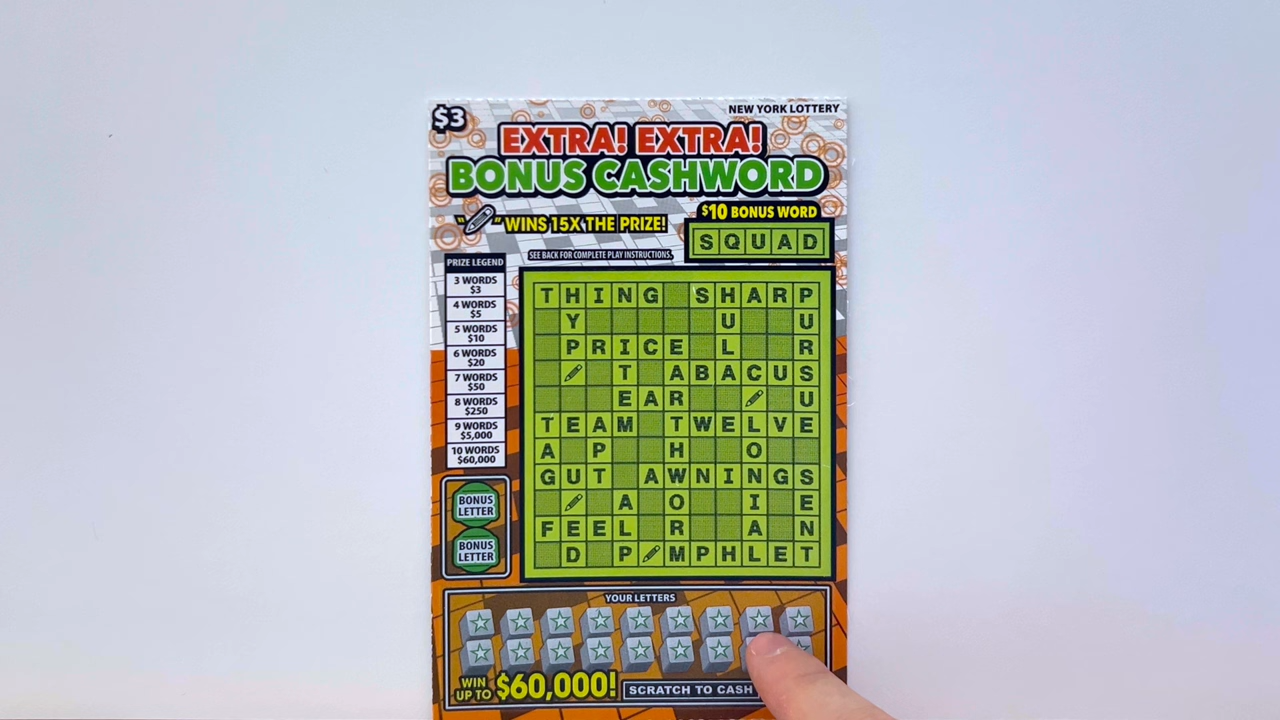 $3
NEW YORK LOTTERY
EXTRA! EXTRA!
BONUS CASHWORD
" " WINS 15X THE PRIZE!
$10 BONUS WORD
SQUAD
SEE BACK FOR COMPLETE PLAY INSTRUCTIONS.
PRIZE LEGEND
3 WORDS
$3
4 WORDS
$5
5 WORDS
$10
6 WORDS
$20
7 WORDS
$50
8 WORDS
$250
9 WORDS
$5,000
10 WORDS
$60,000
BONUS
LETTER
BONUS
LETTER
THING SHARP
Y U U
PRICE L R
T ABACUS
EAR U
TEAM TWELVE
A P H O
GUT AWNINGS
A O I E
FEEL R A N
D P MPHLET
YOUR LETTERS
WIN
UP TO $60,000!
SCRATCH TO CASH